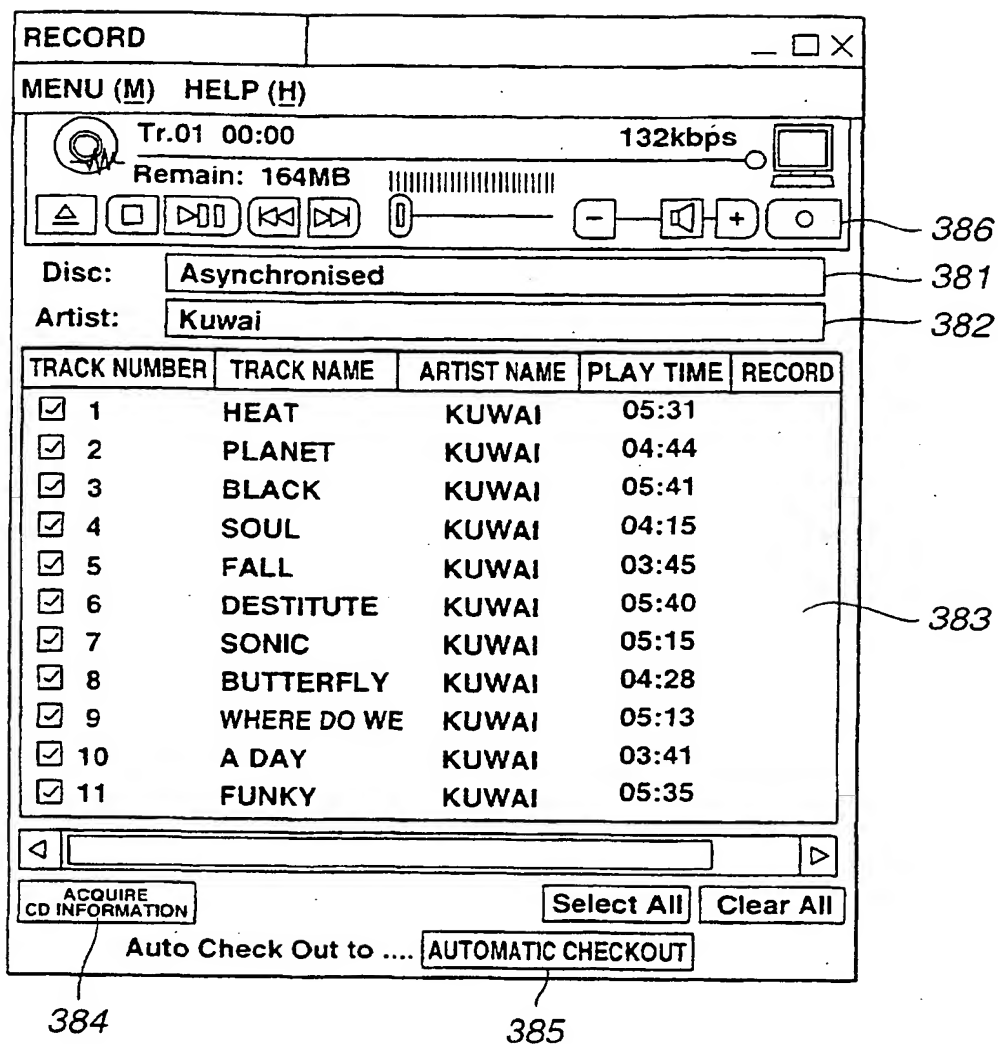 RECORD
MENU (M) HELP (H)
Tr.01 00:00 132kbps
Remain: 164MB
- +
386
Disc: Asynchronised 381
Artist: Kuwai 382
TRACK NUMBER TRACK NAME ARTIST NAME PLAY TIME RECORD
1 HEAT KUWAI 05:31
2 PLANET KUWAI 04:44
3 BLACK KUWAI 05:41
4 SOUL KUWAI 04:15
5 FALL KUWAI 03:45
6 DESTITUTE KUWAI 05:40
383
7 SONIC KUWAI 05:15
8 BUTTERFLY KUWAI 04:28
9 WHERE DO WE KUWAI 05:13
10 A DAY KUWAI 03:41
11 FUNKY KUWAI 05:35
ACQUIRE
CD INFORMATION
Select All Clear All
Auto Check Out to .... AUTOMATIC CHECKOUT
384 385